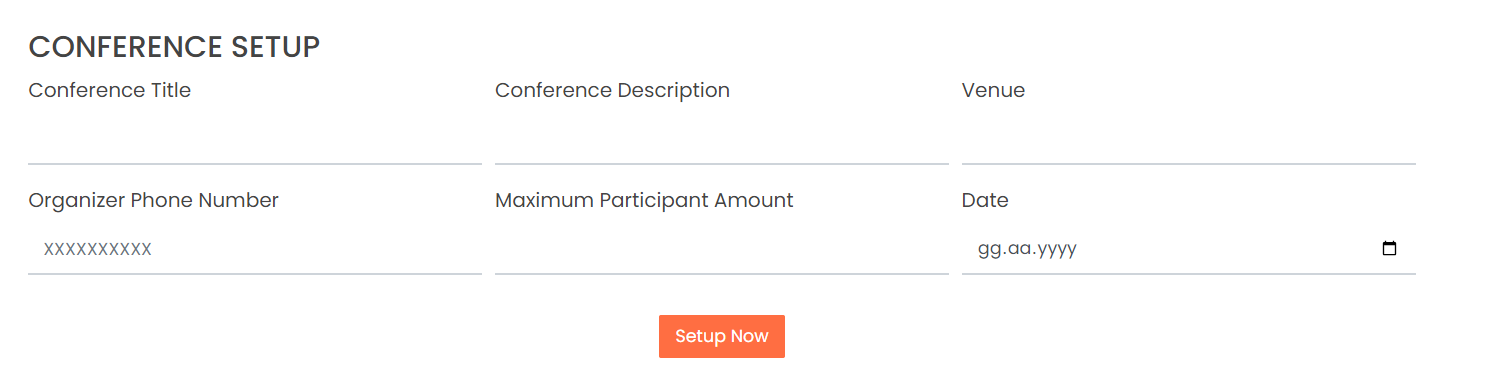 CONFERENCE SETUP
Conference Title Conference Description Venue
Organizer Phone Number Maximum Participant Amount Date
XXXXXXXXXX gg.aa.yyyy
Setup Now